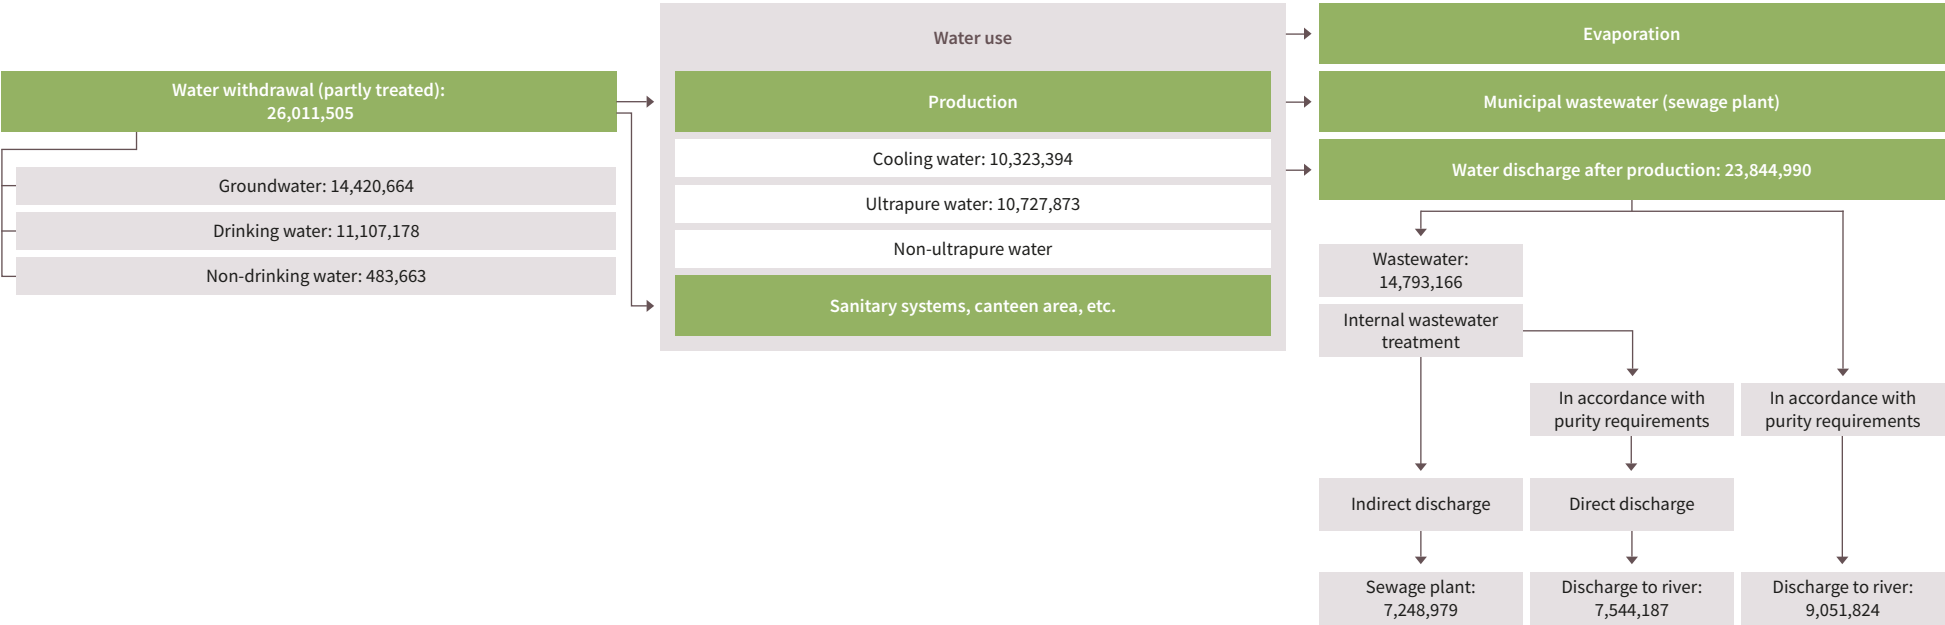 Water withdrawal (partly treated):
26,011,505
Groundwater: 14,420,664
Drinking water: 11,107,178
Non-drinking water: 483,663
Water use
Production
Cooling water: 10,323,394
Ultrapure water: 10,727,873
Non-ultrapure water
Sanitary systems, canteen area, etc.
Evaporation
Municipal wastewater (sewage plant)
Water discharge after production: 23,844,990
Wastewater:
14,793,166
Internal wastewater
treatment
In accordance with
purity requirements
In accordance with
purity requirements
Indirect discharge
Direct discharge
Sewage plant:
7,248,979
Discharge to river:
7,544,187
Discharge to river:
9,051,824